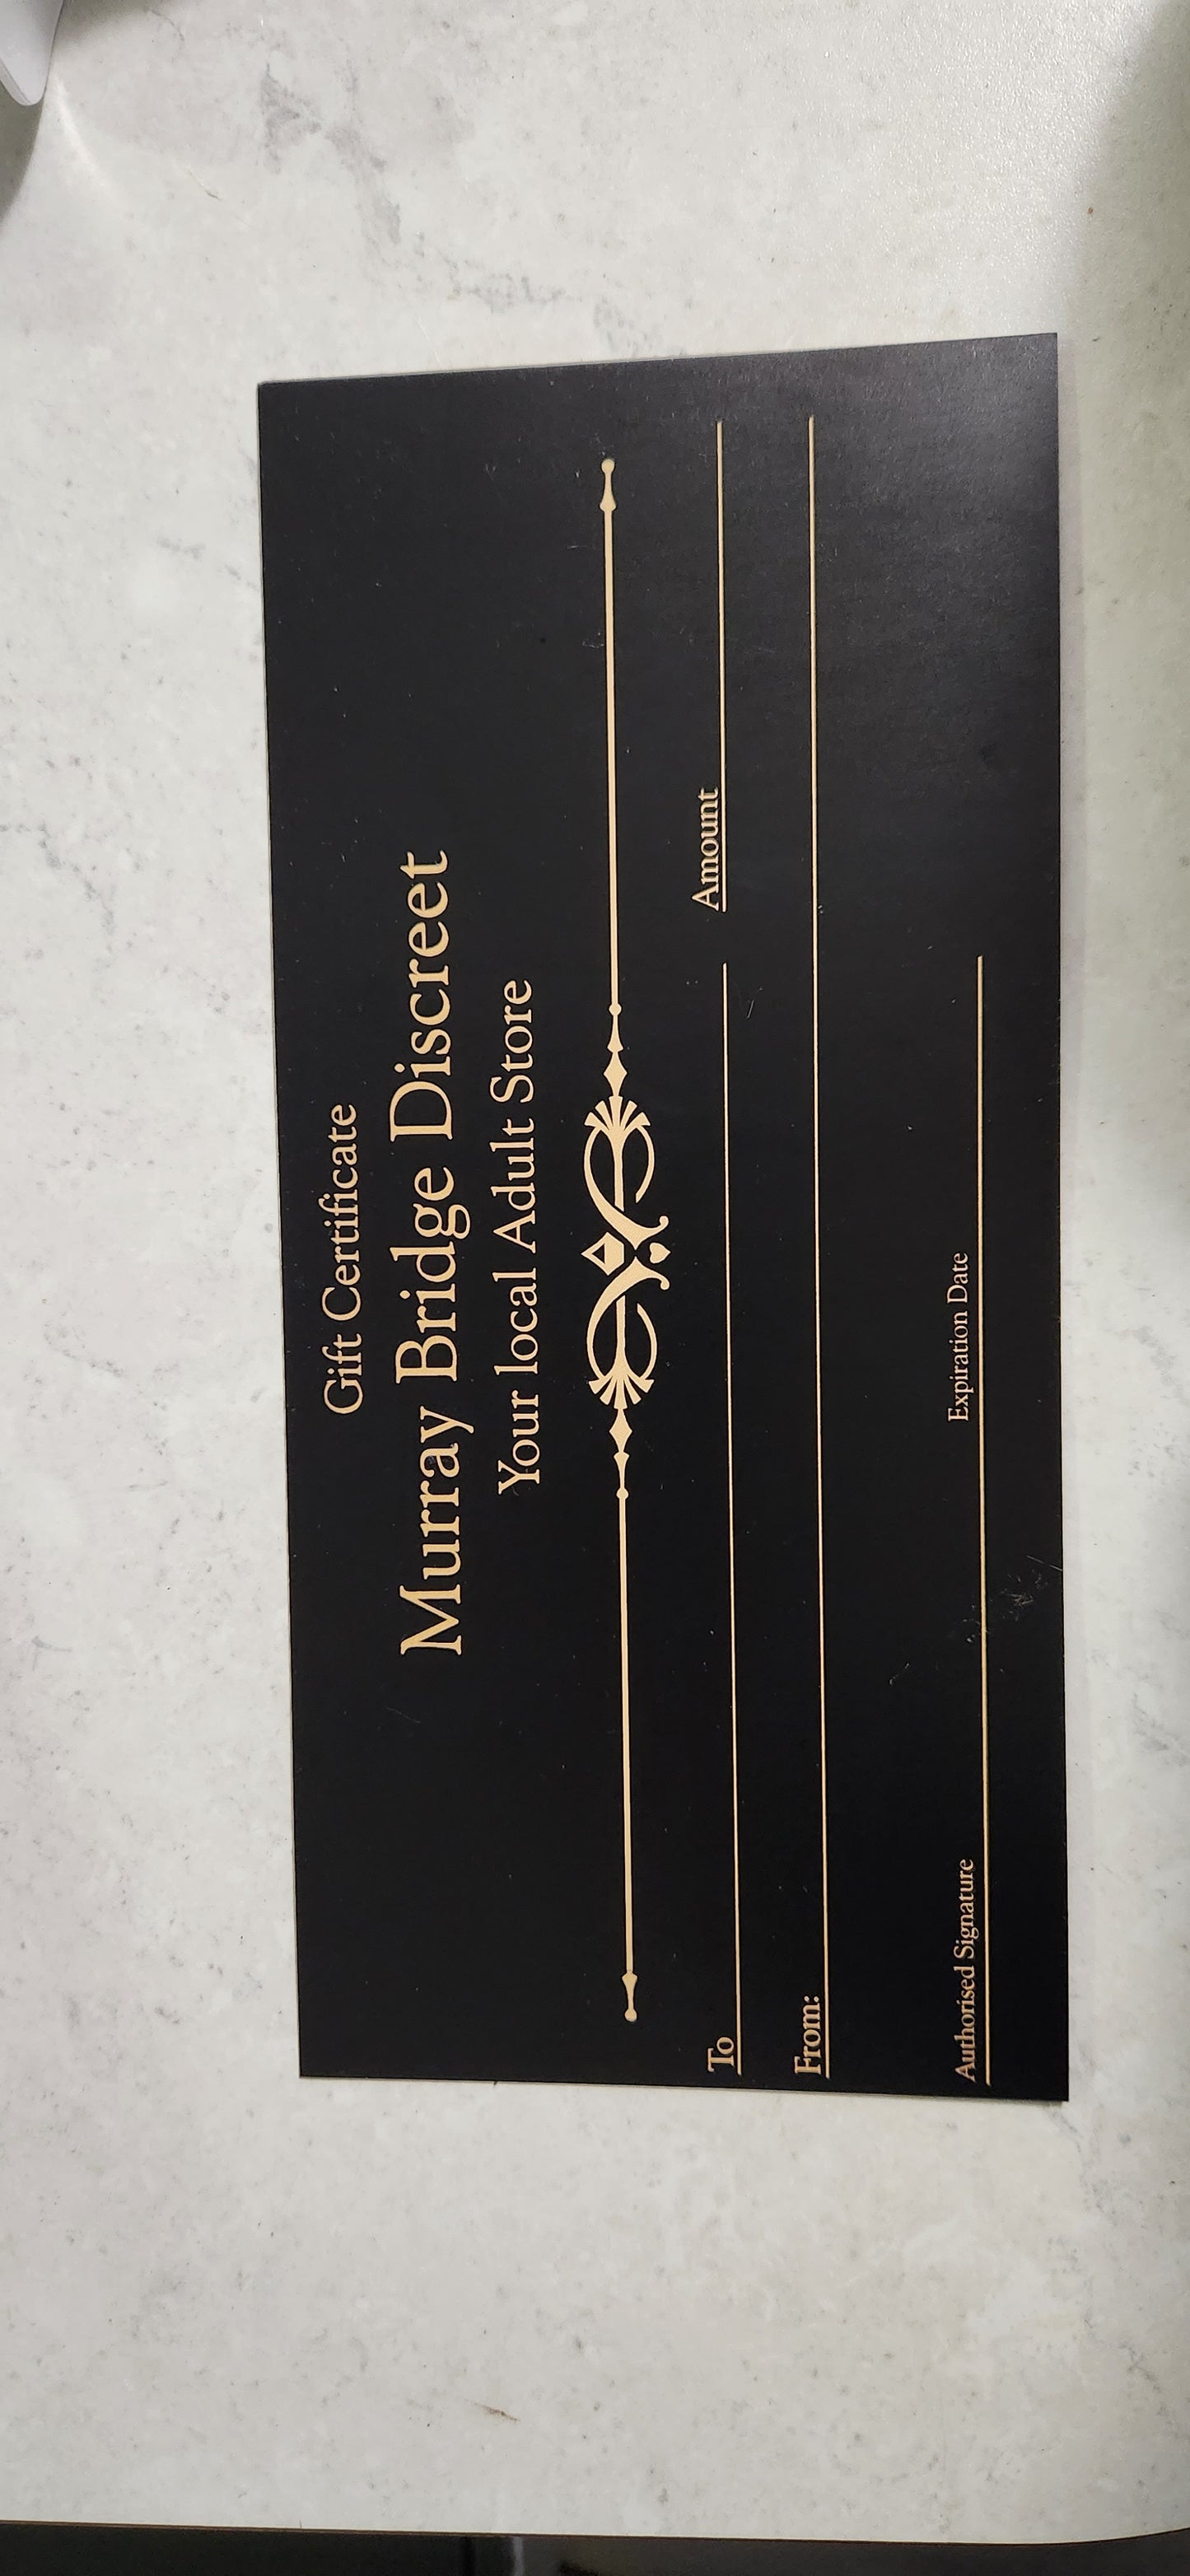 Gift Certificate
Murray Bridge Discreet
Your local Adult Store
To Amount
From:
Authorised Signature Expiration Date